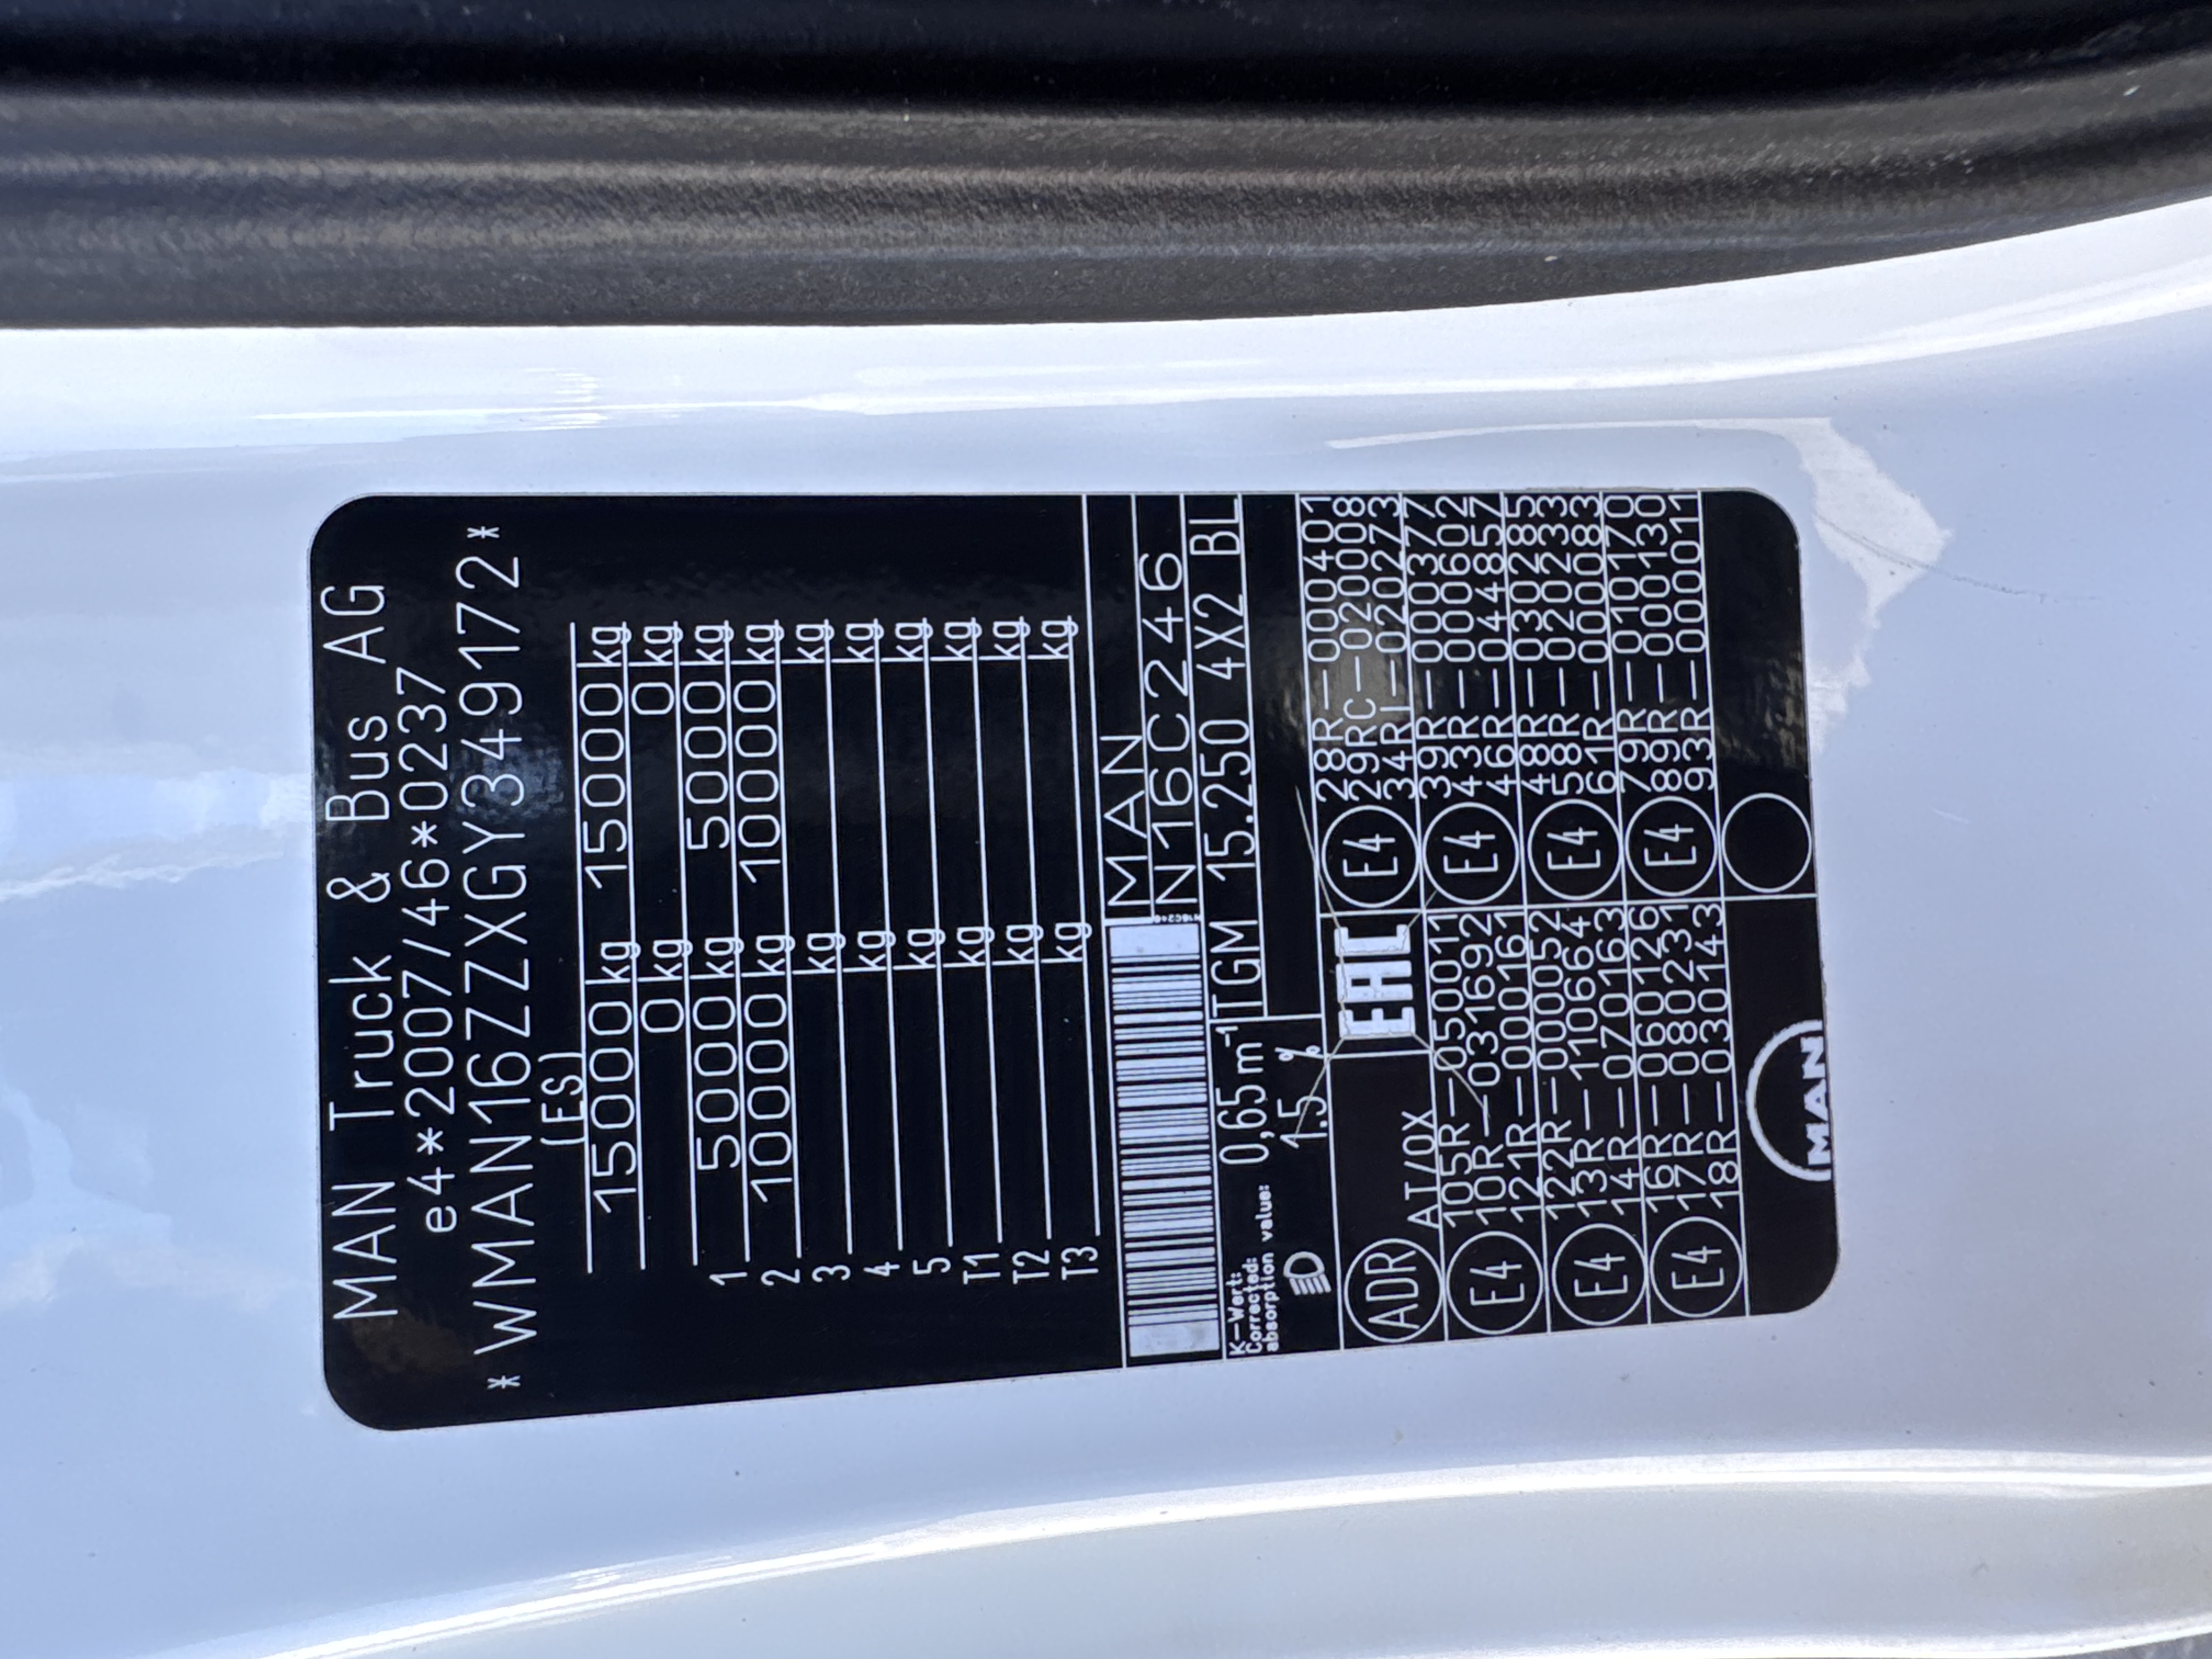 MAN Truck & Bus AG
e4*2007/46*0237
*WMAN16ZZXGY349172*
(ES)
15000 kg 15000 kg
0 kg 0 kg
1 5000 kg 5000 kg
2 10000 kg 10000 kg
3 kg kg
4 kg kg
5 kg kg
T1 kg kg
T2 kg kg
T3 kg kg
MAN
N16C246
N16C246
TGM 15.250 4X2 BL
K-Wert:
Corrected:
absorption value: 0,65 m-1
1.5 %
ADR AT/OX
EAC
E4 28R-000401
29RC-020008
34RI-020273
E4 105R-050011
10R-031692
121R-000161
E4 39R-000377
43R-000602
46R-044857
E4 122R-000052
13R-110664
14R-070163
E4 48R-030285
58R-020233
61R-000083
E4 16R-060126
17R-080231
18R-030143
E4 79R-010170
89R-000130
93R-000011
MAN